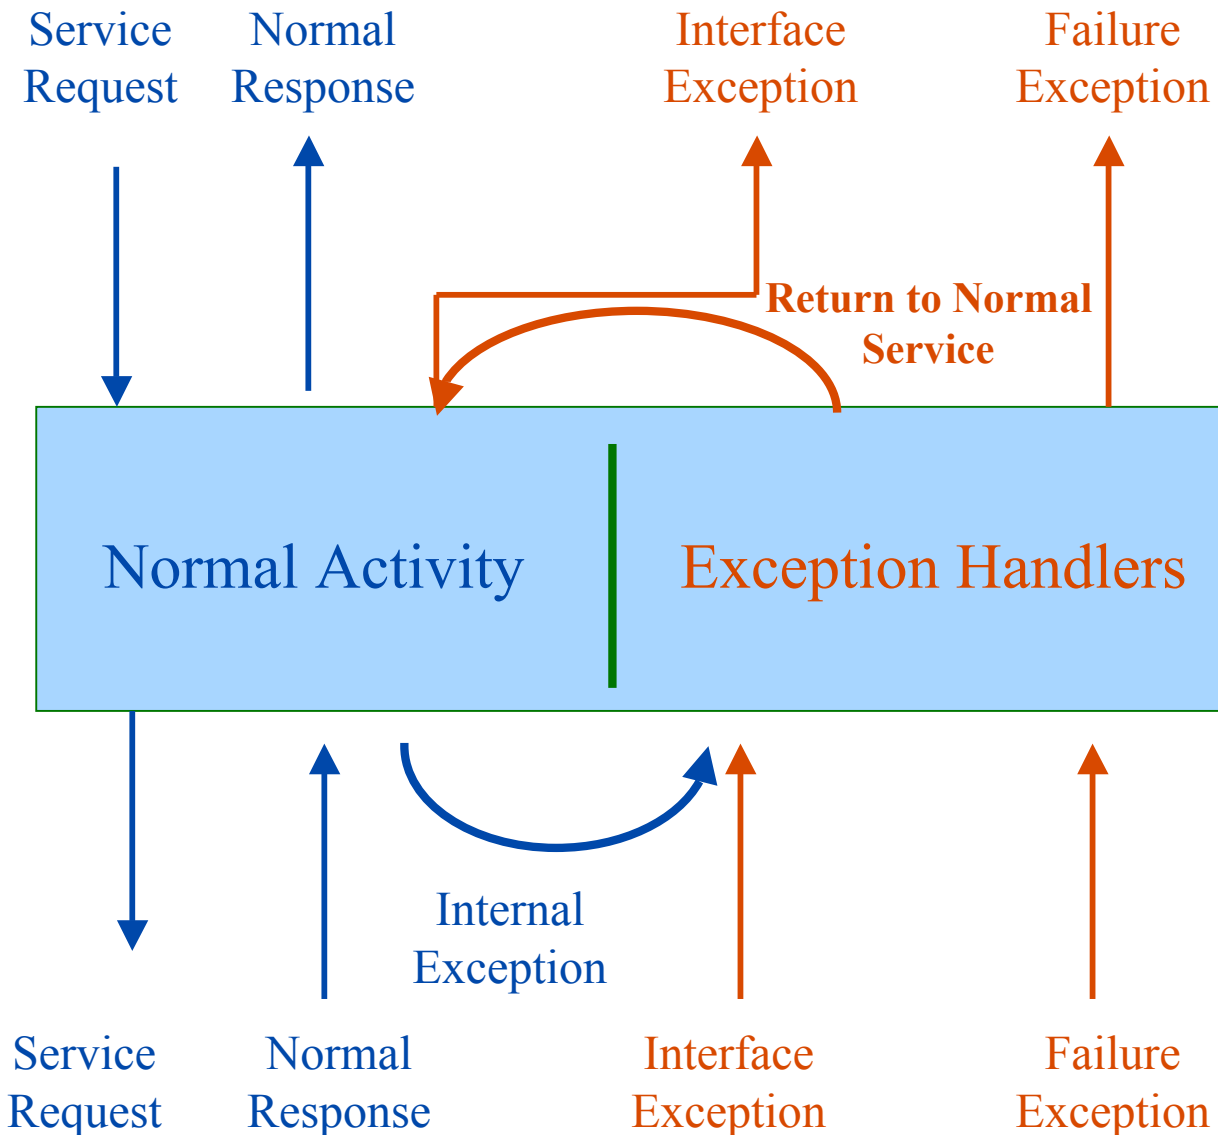 Service
Request
Normal
Response
Interface
Exception
Failure
Exception
Return to Normal
Service
Normal Activity
Exception Handlers
Internal
Exception
Service
Request
Normal
Response
Interface
Exception
Failure
Exception